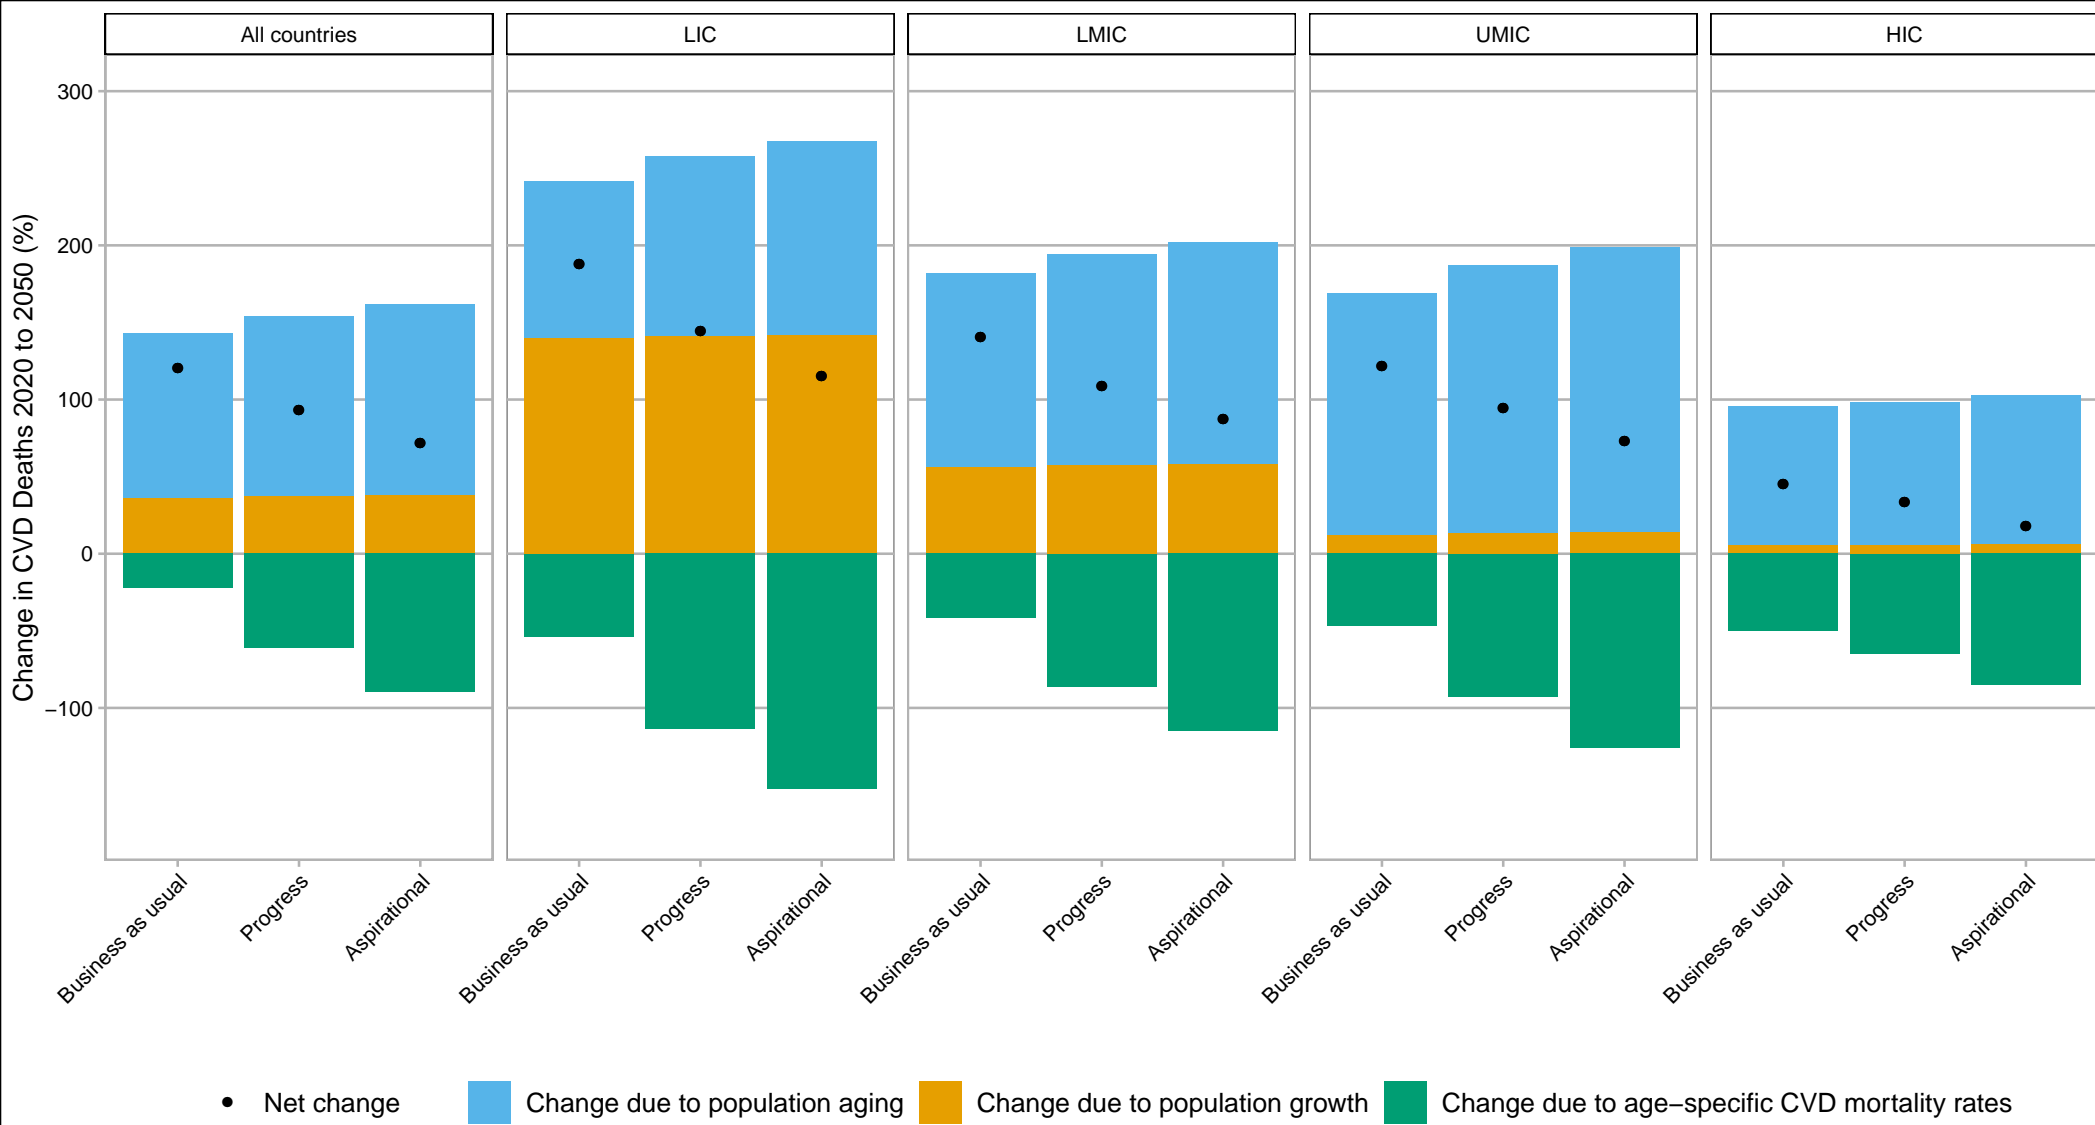 All countries
LIC
LMIC
UMIC
HIC
Change in CVD Deaths 2020 to 2050 (%)
300
200
100
0
−100
Business as usual
Progress
Aspirational
Business as usual
Progress
Aspirational
Business as usual
Progress
Aspirational
Business as usual
Progress
Aspirational
Business as usual
Progress
Aspirational
Net change
Change due to population aging
Change due to population growth
Change due to age−specific CVD mortality rates